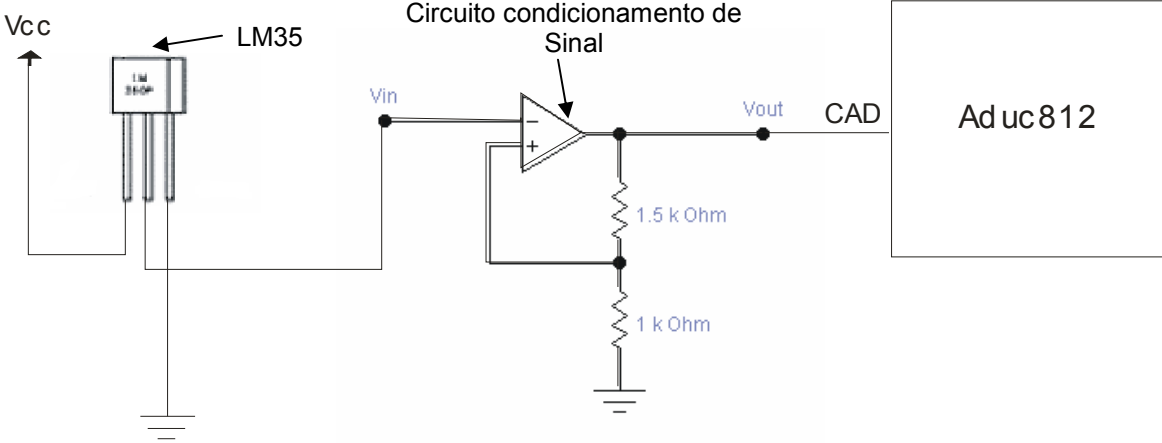 Vcc
LM35
Circuito condicionamento de
Sinal
Vin
Vout
CAD
Aduc812
−
+
1.5 k Ohm
1 k Ohm